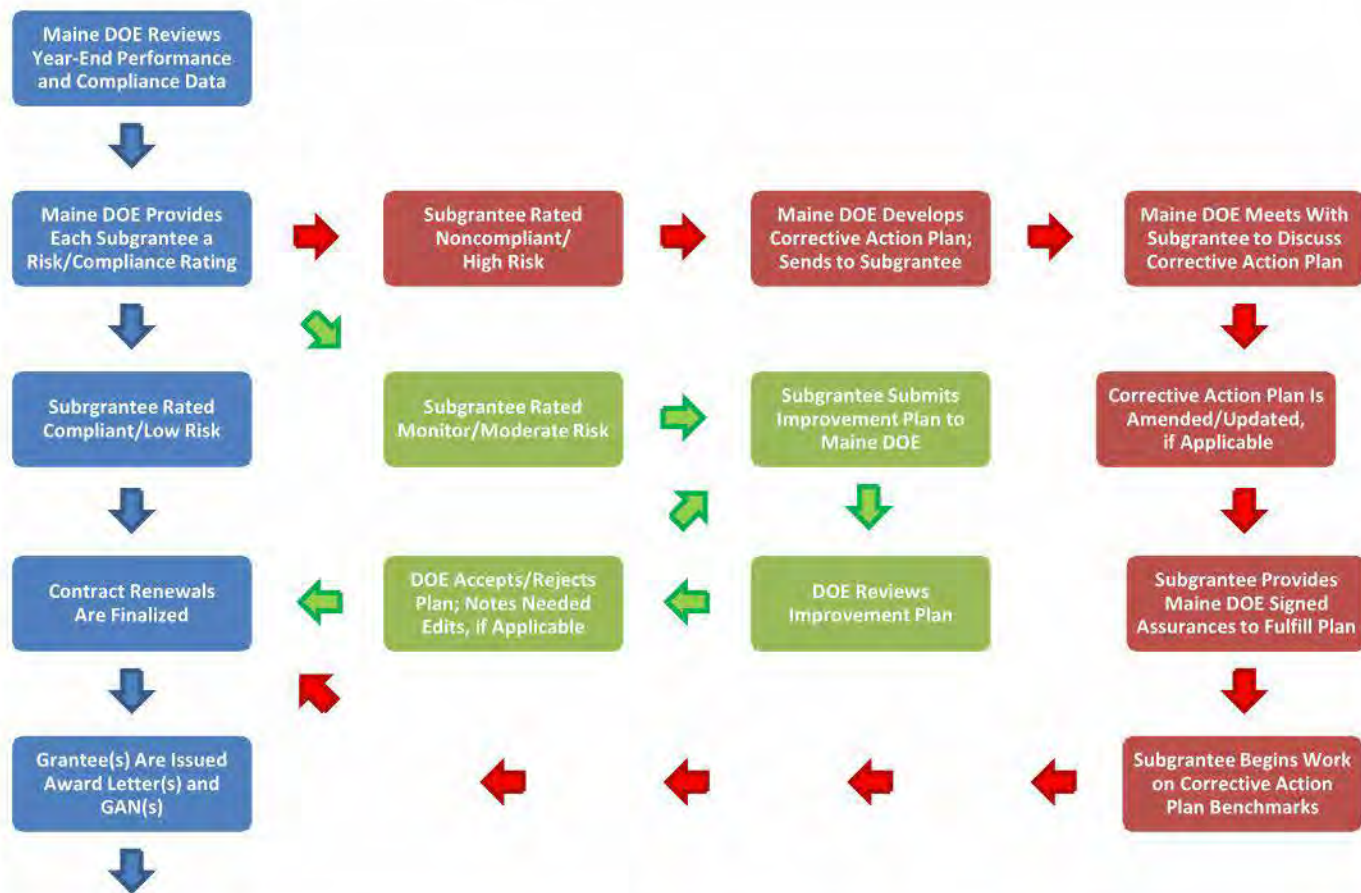 Maine DOE Reviews
Year-End Performance
and Compliance Data
Maine DOE Provides
Each Subgrantee a
Risk/Compliance Rating
Subgrantee Rated
Noncompliant/
High Risk
Maine DOE Develops
Corrective Action Plan;
Sends to Subgrantee
Maine DOE Meets With
Subgrantee to Discuss
Corrective Action Plan
Subrgrantee Rated
Compliant/Low Risk
Subgrantee Rated
Monitor/Moderate Risk
Subgrantee Submits
Improvement Plan to
Maine DOE
Corrective Action Plan Is
Amended/Updated,
if Applicable
Contract Renewals
Are Finalized
DOE Accepts/Rejects
Plan; Notes Needed
Edits, if Applicable
DOE Reviews
Improvement Plan
Subgrantee Provides
Maine DOE Signed
Assurances to Fulfill Plan
Grantee(s) Are Issued
Award Letter(s) and
GAN(s)
Subgrantee Begins Work
on Corrective Action
Plan Benchmarks